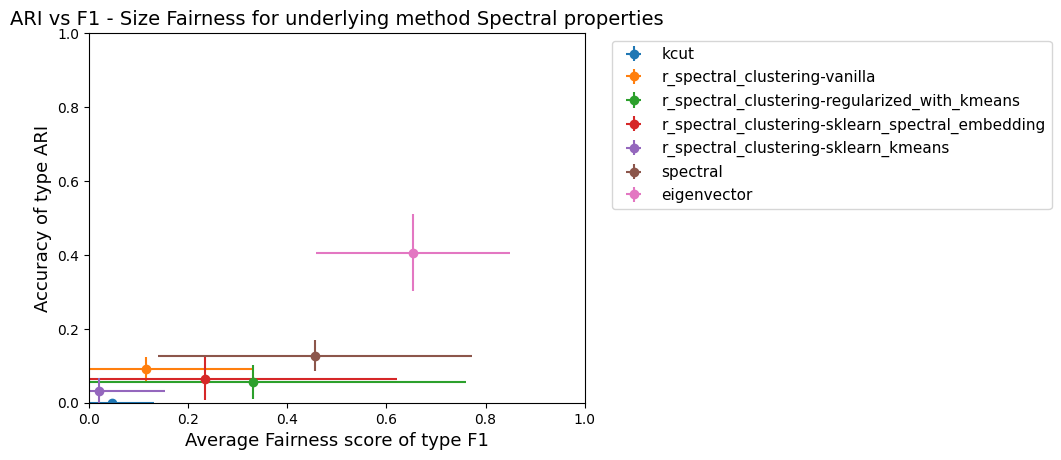 ARI vs F1 - Size Fairness for underlying method Spectral properties
1.0
0.8
0.6
0.4
0.2
0.0
Accuracy of type ARI
0.0 0.2 0.4 0.6 0.8 1.0
Average Fairness score of type F1
kcut
r_spectral_clustering-vanilla
r_spectral_clustering-regularized_with_kmeans
r_spectral_clustering-sklearn_spectral_embedding
r_spectral_clustering-sklearn_kmeans
spectral
eigenvector